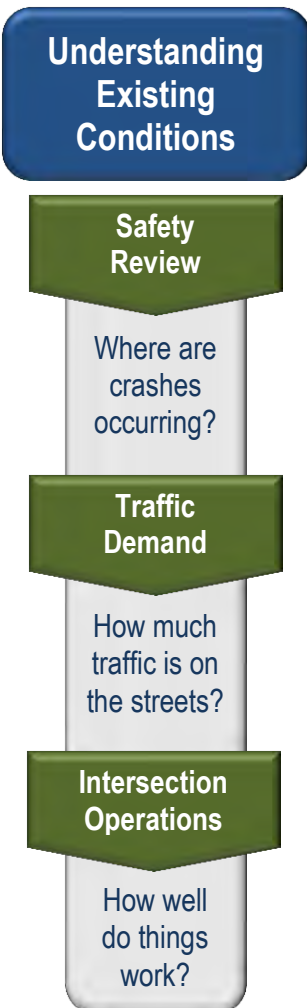 Understanding
Existing
Conditions
Safety
Review
Where are
crashes
occurring?
Traffic
Demand
How much
traffic is on
the streets?
Intersection
Operations
How well
do things
work?